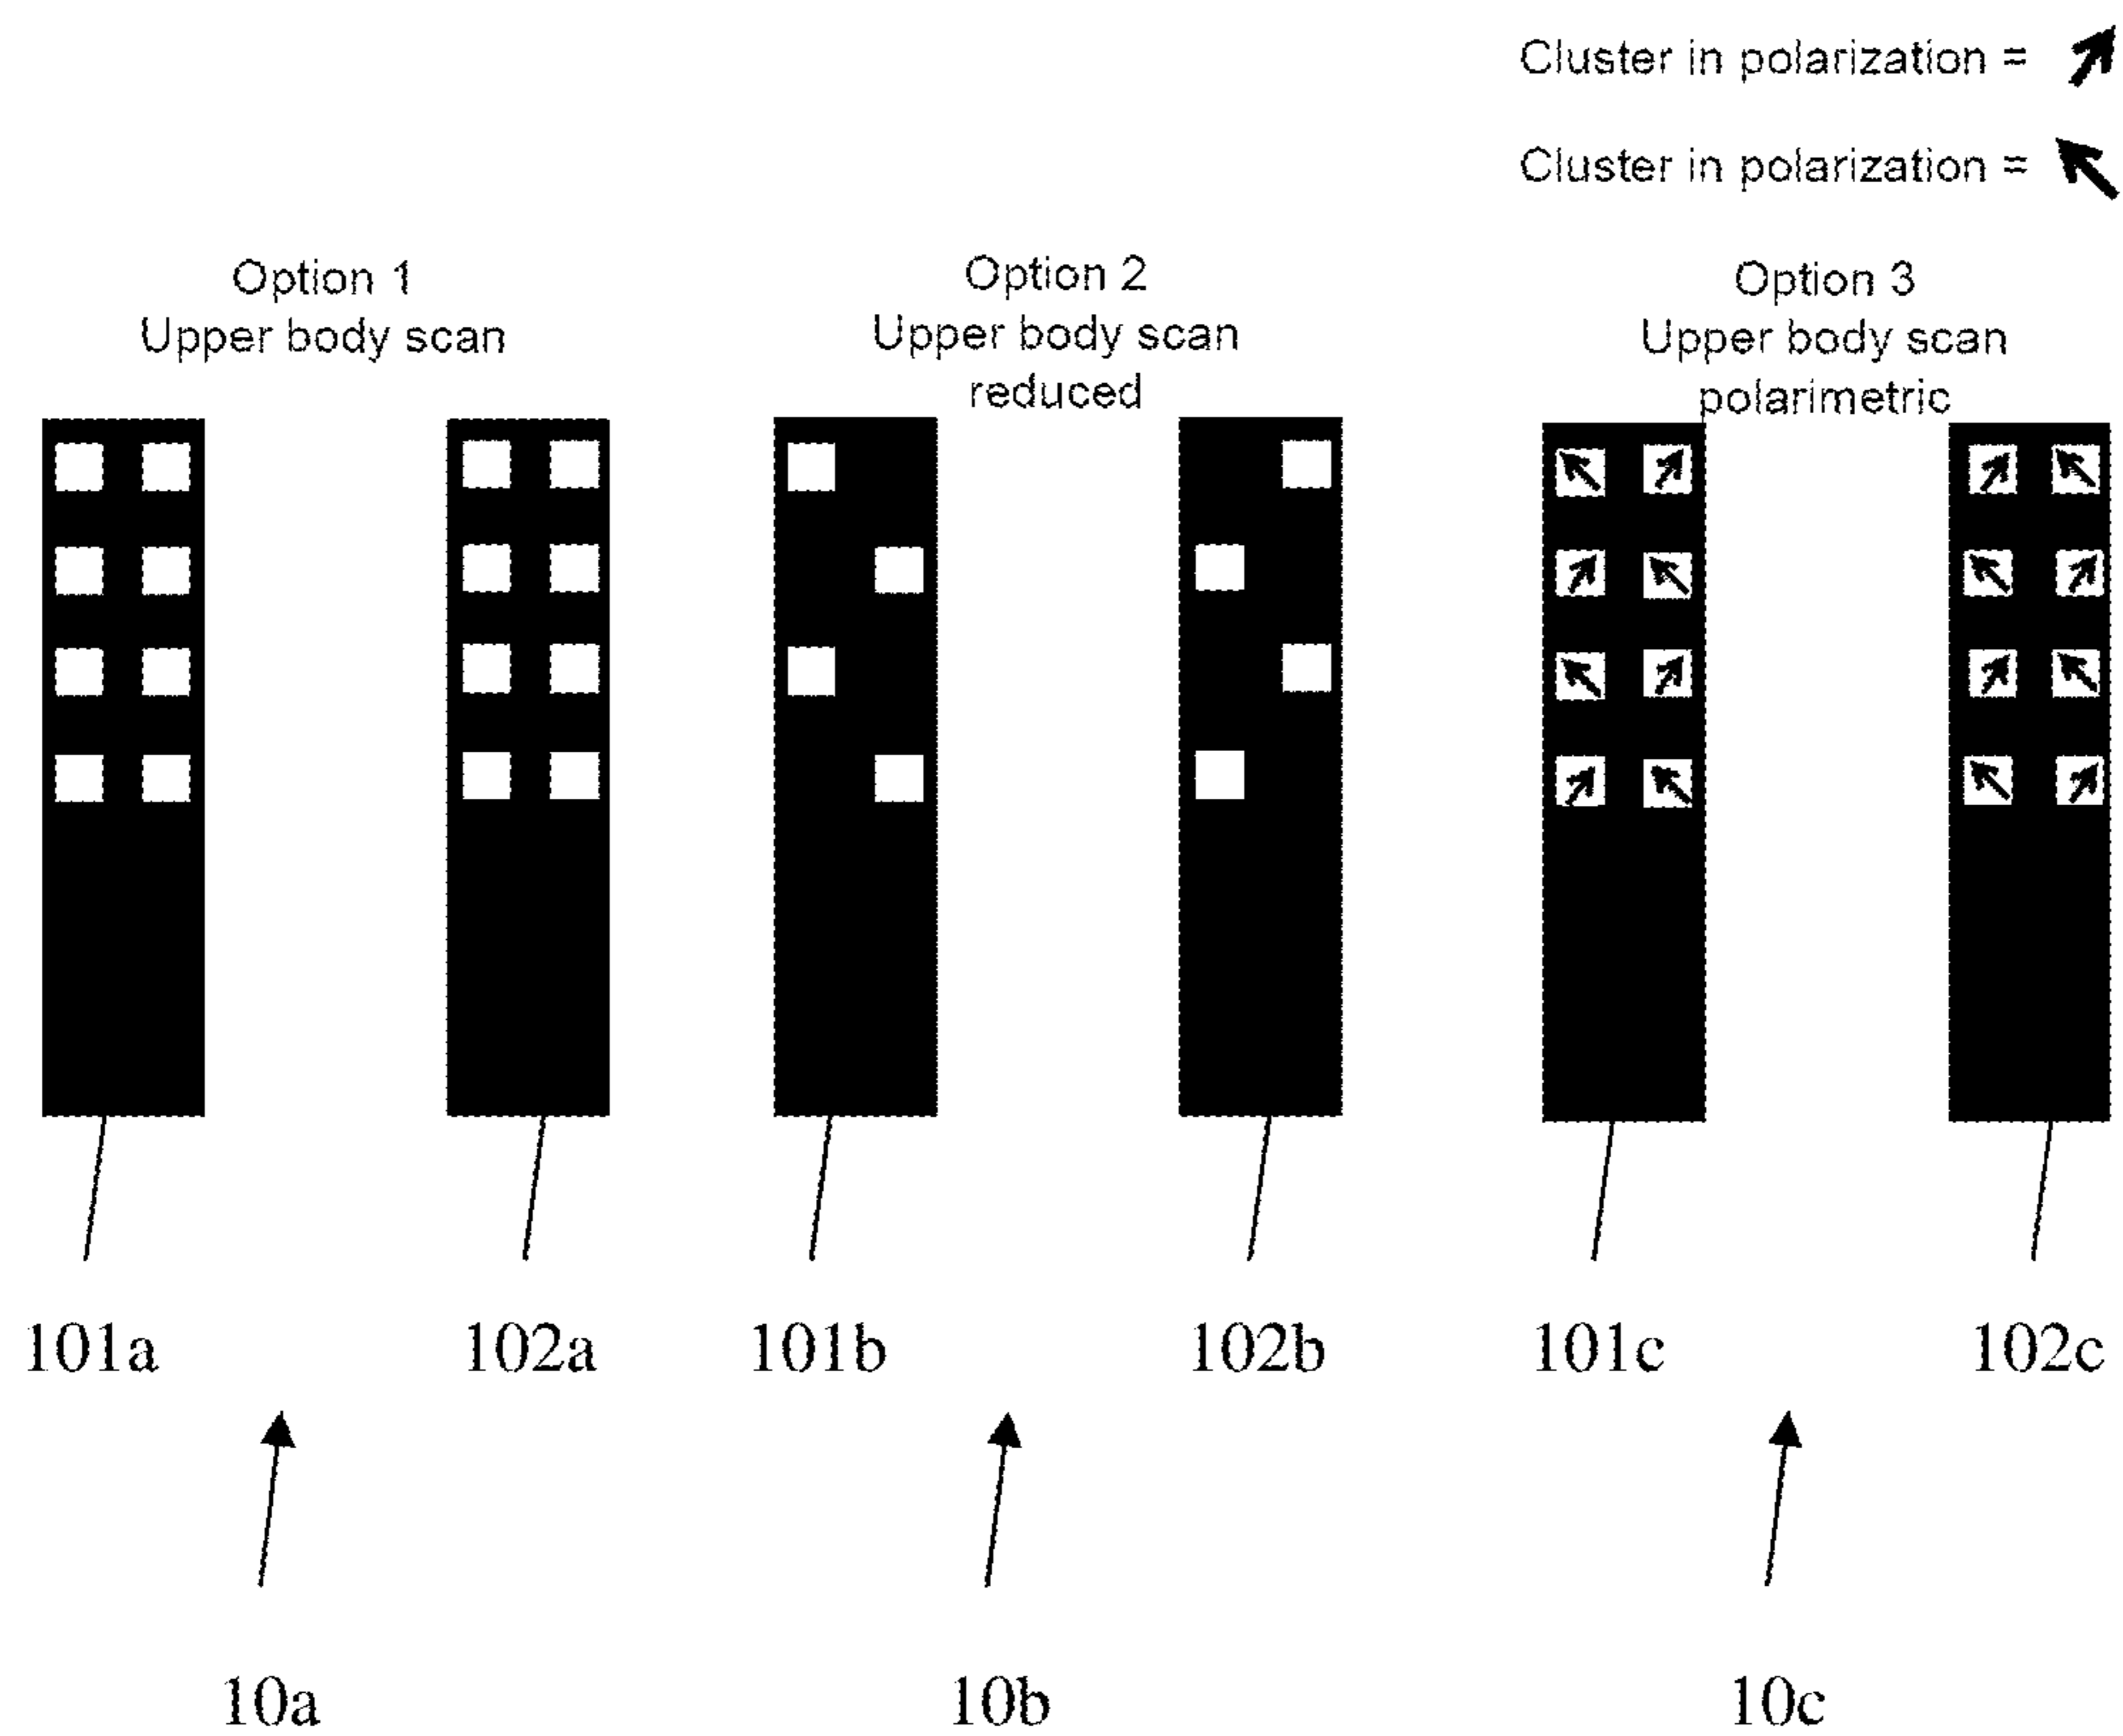 Cluster in polarization =
Cluster in polarization =
Option 1
Upper body scan
Option 2
Upper body scan
reduced
Option 3
Upper body scan
polarimetric
101a
102a
101b
102b
101c
102c
10a
10b
10c